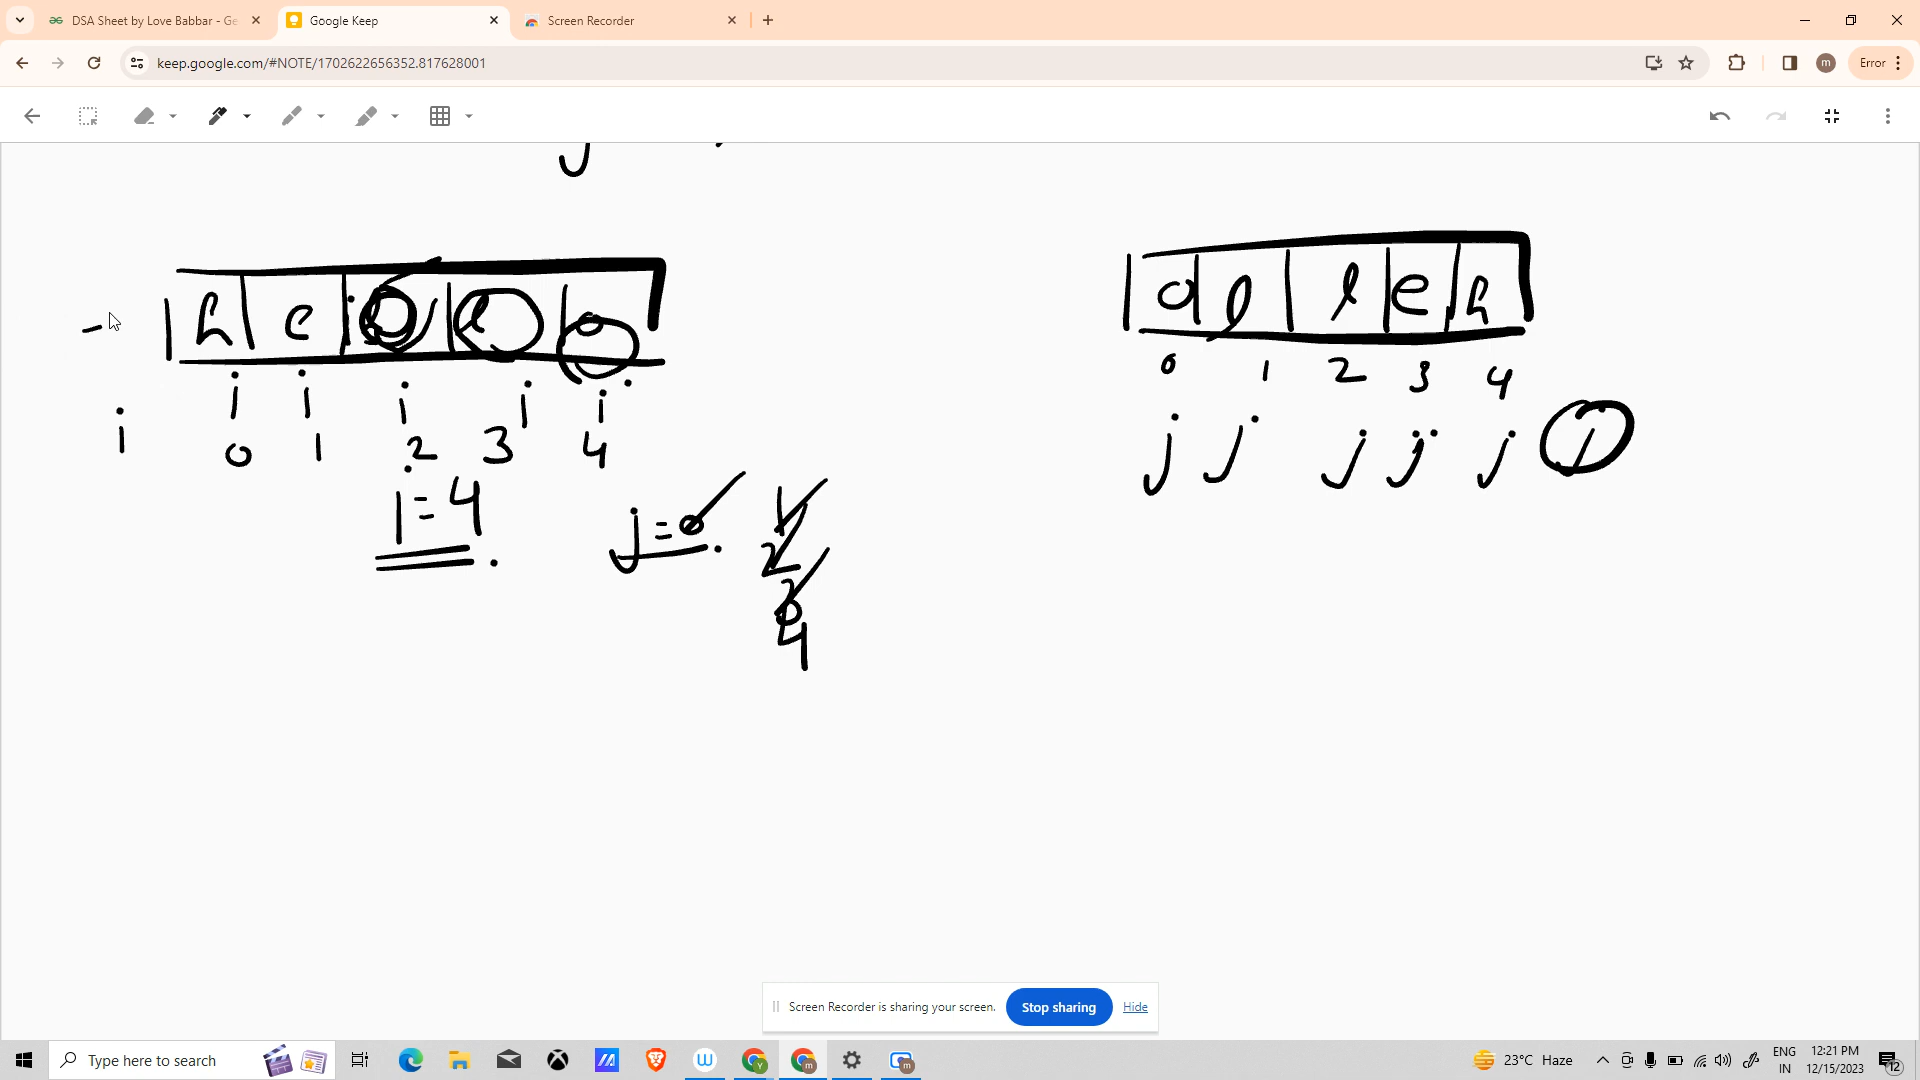 DSA Sheet by Love Babbar - Ge
Google Keep
Screen Recorder
keep.google.com/#NOTE/1702622656352.817628001
m
Error
j
h e l
o l l e h
0 1 2 3 4
i i i i i i
j j j j j j
0 1 2 3 4
i = 4
j = 0
1
2
4
Screen Recorder is sharing your screen.
Stop sharing
Hide
Type here to search
23°C Haze
ENG
IN
12:21 PM
12/15/2023
12